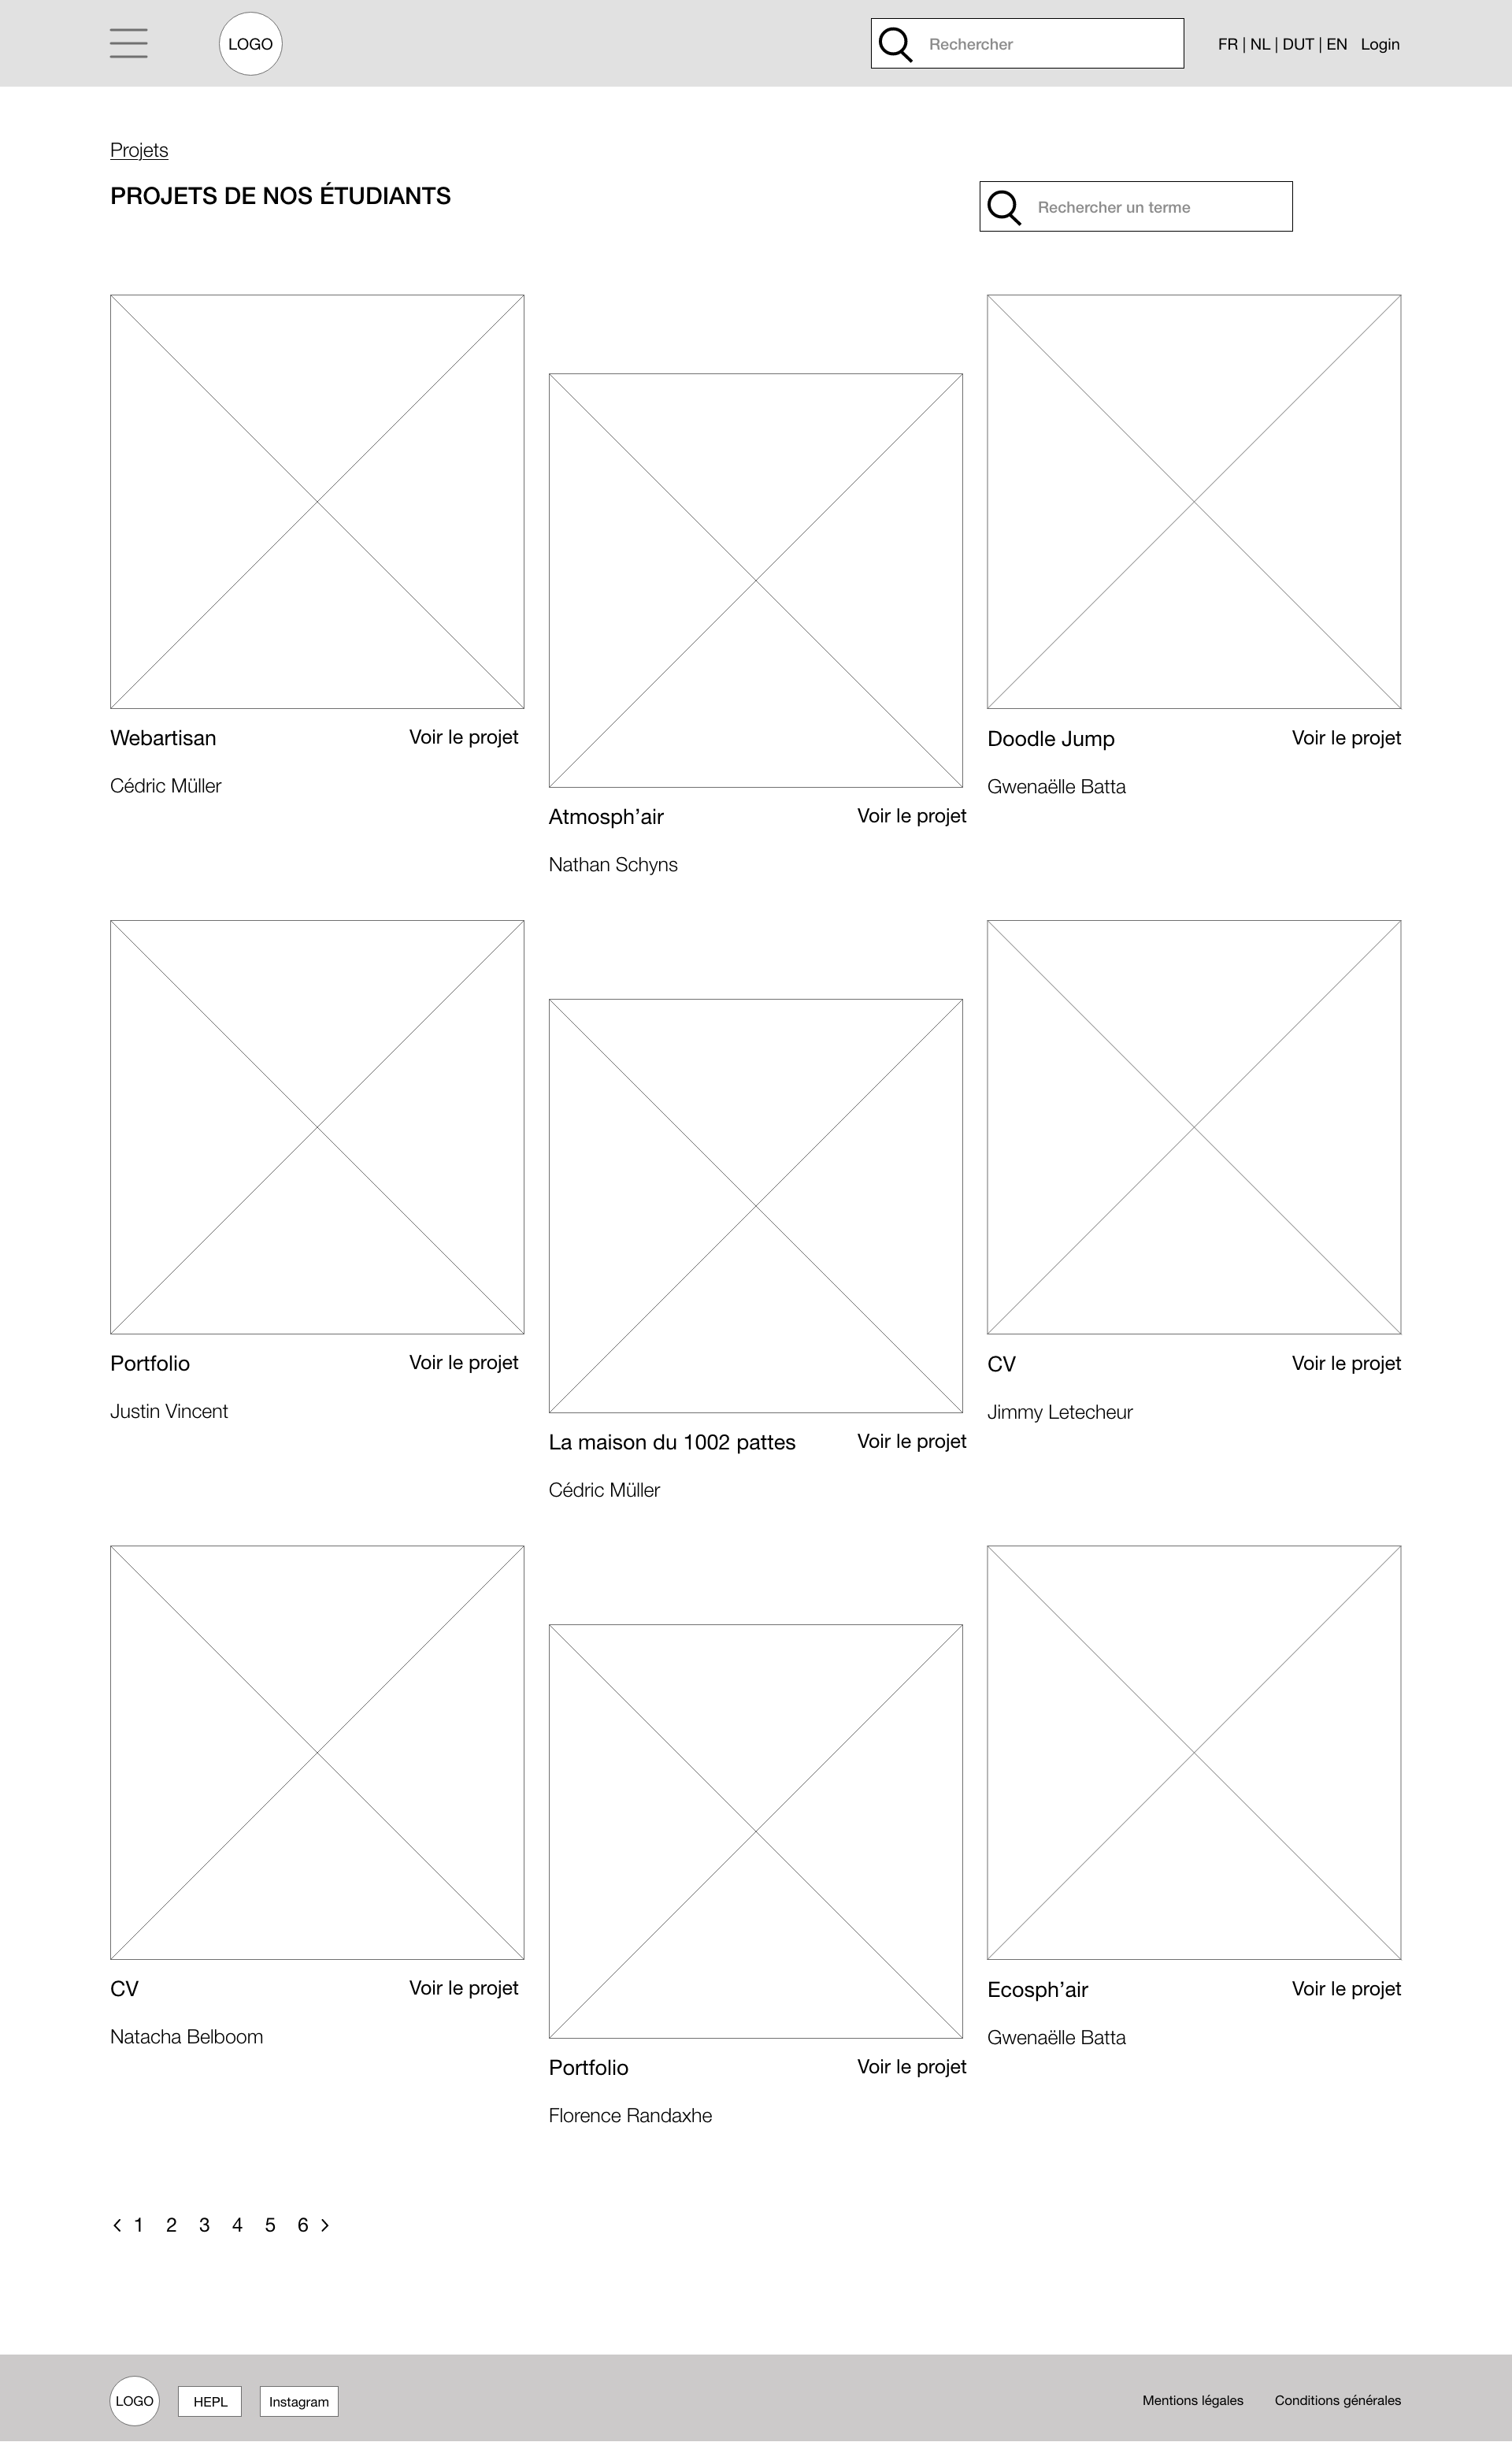 LOGO
Rechercher
FR | NL | DUT | EN Login
Projets
PROJETS DE NOS ÉTUDIANTS
Rechercher un terme
Webartisan
Voir le projet
Cédric Müller
Atmosph’air
Voir le projet
Nathan Schyns
Doodle Jump
Voir le projet
Gwenaëlle Batta
Portfolio
Voir le projet
Justin Vincent
La maison du 1002 pattes
Voir le projet
Cédric Müller
CV
Voir le projet
Jimmy Letecheur
CV
Voir le projet
Natacha Belboom
Portfolio
Voir le projet
Florence Randaxhe
Ecosph’air
Voir le projet
Gwenaëlle Batta
< 1 2 3 4 5 6 >
LOGO
HEPL
Instagram
Mentions légales
Conditions générales